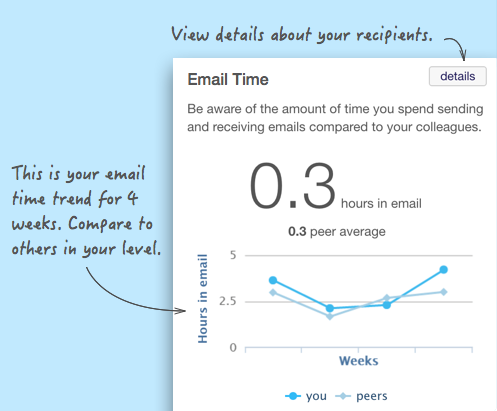 View details about your recipients.
Email Time
details
Be aware of the amount of time you spend sending
and receiving emails compared to your colleagues.
This is your email
time trend for 4
weeks. Compare to
others in your level.
0.3 hours in email
0.3 peer average
Hours in email
5
2.5
0
Weeks
you
peers